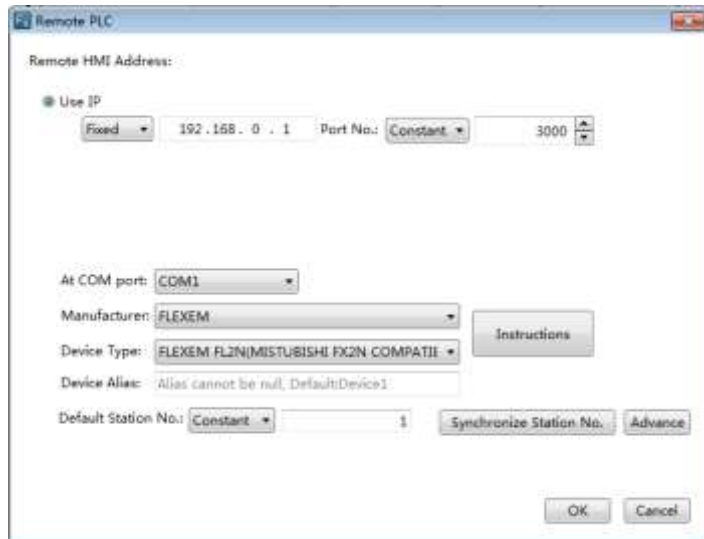 Remote PLC
Remote HMI Address:
Use IP
Fixed 192.168. 0 . 1 Port No.: Constant 3000
At COM port: COM1
Manufacturer: FLEXEM
Instructions
Device Type: FLEXEM FL2N(MISTUBISHI FX2N COMPATII
Device Alias: Alias cannot be null, Default:Device1
Default Station No.: Constant 1 Synchronize Station No. Advance
OK Cancel